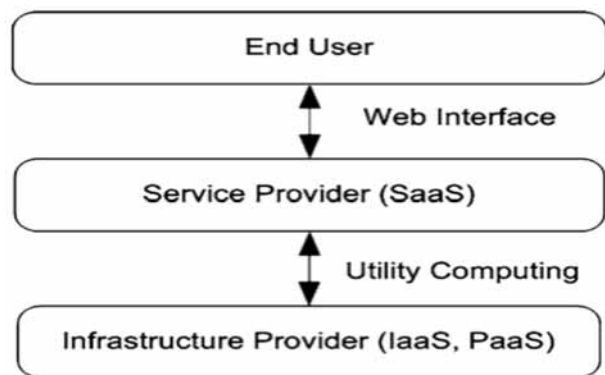 End User
Web Interface
Service Provider (SaaS)
Utility Computing
Infrastructure Provider (IaaS, PaaS)